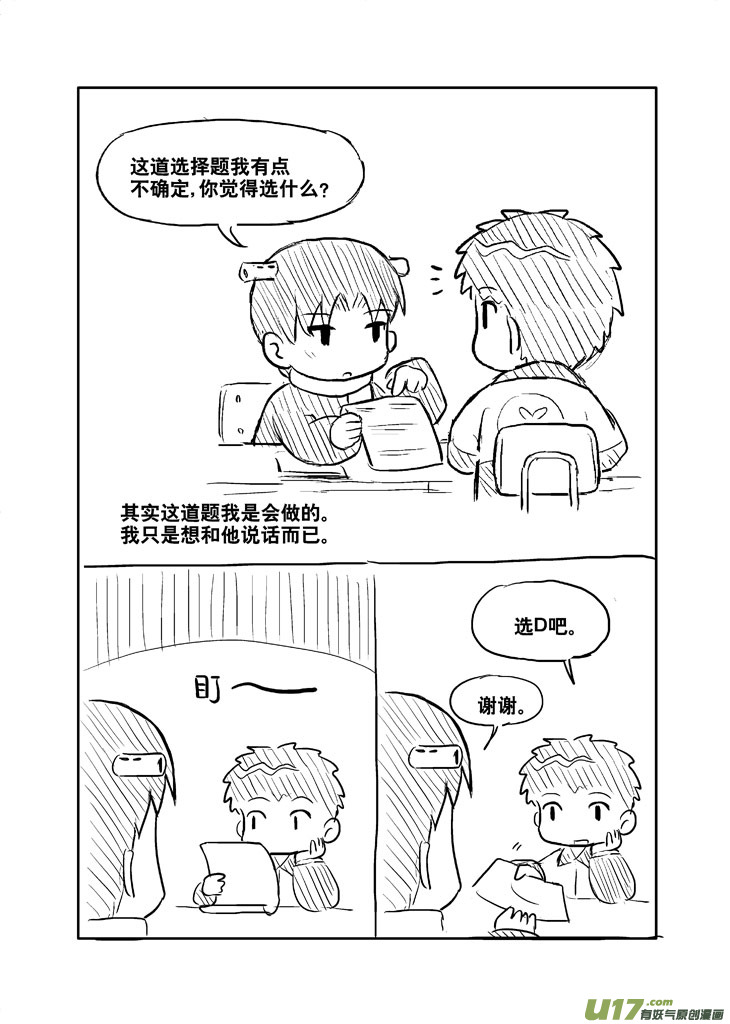 这道选择题我有点
不确定,你觉得选什么?
其实这道题我是会做的。
我只是想和他说话而已。
盯——
选D吧。
谢谢。
U17.com
有妖气原创漫画